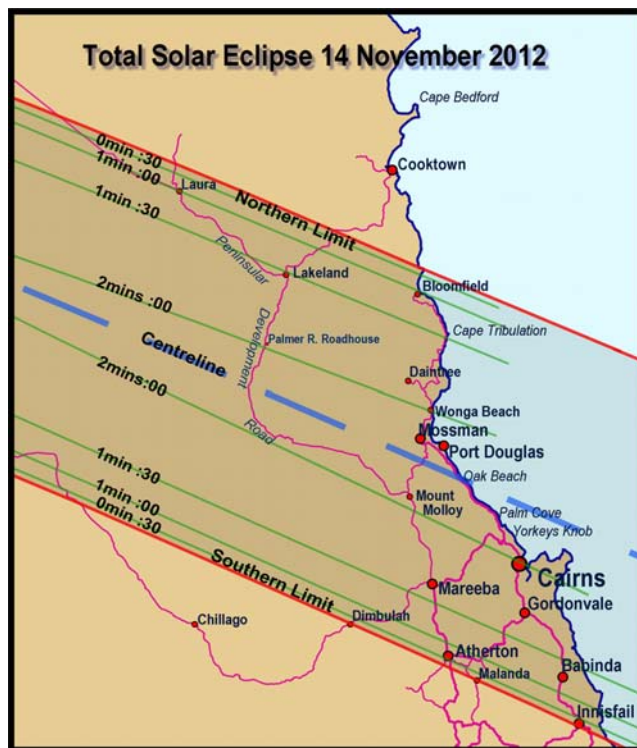 Total Solar Eclipse 14 November 2012
Cape Bedford
0min :30
1min :00
1min :30
Laura
Cooktown
Northern Limit
Peninsular
Lakeland
2mins :00
Bloomfield
Development
Centreline
Palmer R. Roadhouse
Cape Tribulation
Daintree
2mins:00
Road
Wonga Beach
Mossman
Port Douglas
Oak Beach
1min :30
Mount
Molloy
Palm Cove
Yorkeys Knob
1min :00
0min :30
Southern Limit
Cairns
Mareeba
Gordonvale
Chillago
Dimbulah
Atherton
Malanda
Babinda
Innisfail